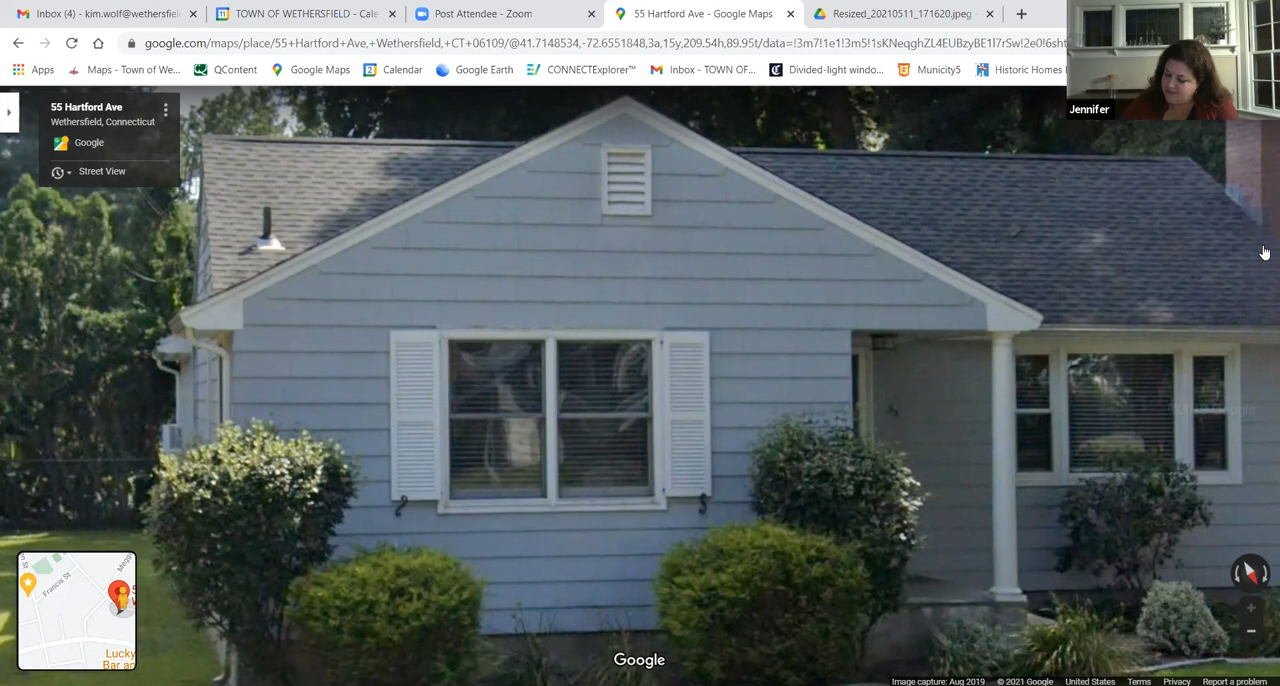 Inbox (4) - kim.wolf@wethersfiel
TOWN OF WETHERSFIELD - Cale
Post Attendee - Zoom
55 Hartford Ave - Google Maps
Resized_20210511_171620.jpeg -
google.com/maps/place/55+Hartford+Ave,+Wethersfield,+CT+06109/@41.7148534,-72.6551848,3a,15y,209.54h,89.95t/data=!3m7!1e1!3m5!1sKNeqghZL4EUBzyBE1l7rSw!2e0!6sht
Apps
Maps - Town of We...
QContent
Google Maps
Calendar
Google Earth
CONNECTExplorer™
Inbox - TOWN OF...
Divided-light windo...
Municity5
Historic Homes
Jennifer
55 Hartford Ave
Wethersfield, Connecticut
Google
Street View
Francis St
Lucky
Bar an
Google
Image capture: Aug 2019 © 2021 Google United States Terms Privacy Report a problem